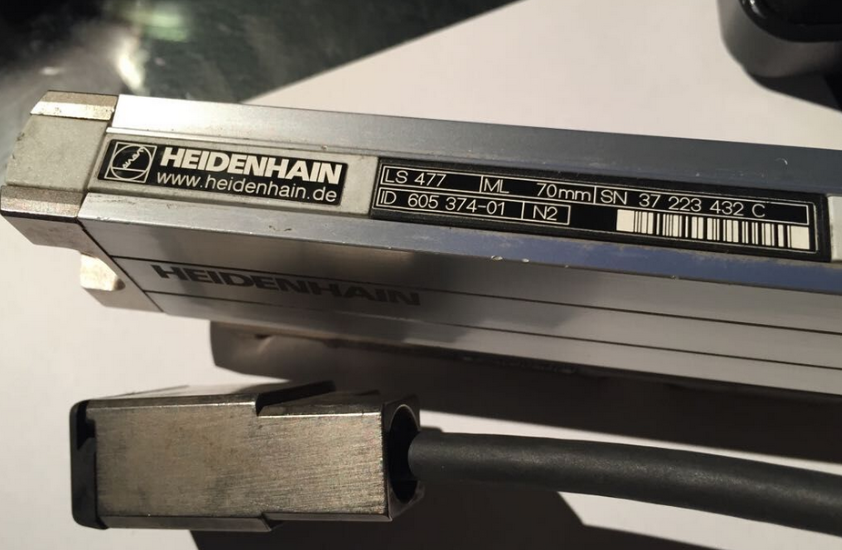 HEIDENHAIN
www.heidenhain.de
LS 477 ML 70mm SN 37 223 432 C
ID 605 374-01 N2
HEIDENHAIN